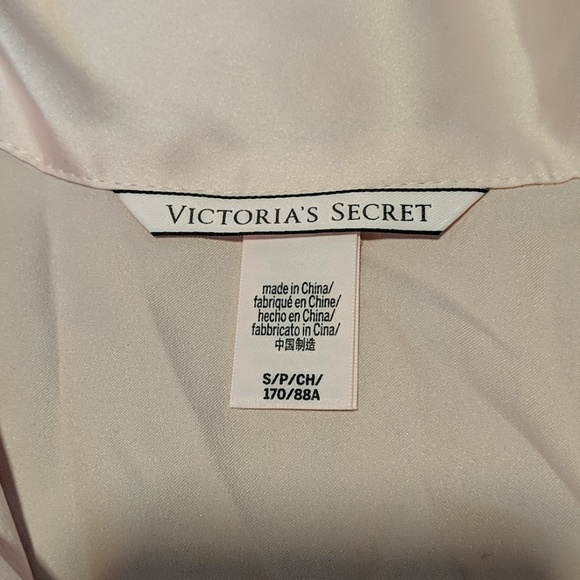 VICTORIA'S SECRET
made in China/
fabriqué en Chine/
hecho en China/
fabbricato in Cina/
中国制造
S/P/CH/
170/88A